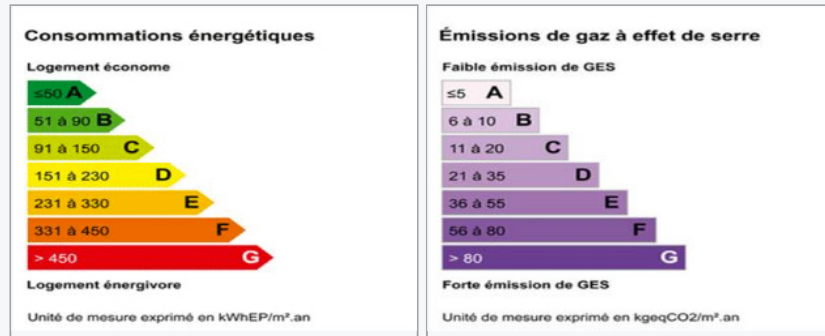 Consommations énergétiques
Logement économe
≤50 A
51 à 90 B
91 à 150 C
151 à 230 D
231 à 330 E
331 à 450 F
> 450 G
Logement énergivore
Unité de mesure exprimé en kWhEP/m².an
Émissions de gaz à effet de serre
Faible émission de GES
≤5 A
6 à 10 B
11 à 20 C
21 à 35 D
36 à 55 E
56 à 80 F
> 80 G
Forte émission de GES
Unité de mesure exprimé en kgeqCO2/m².an